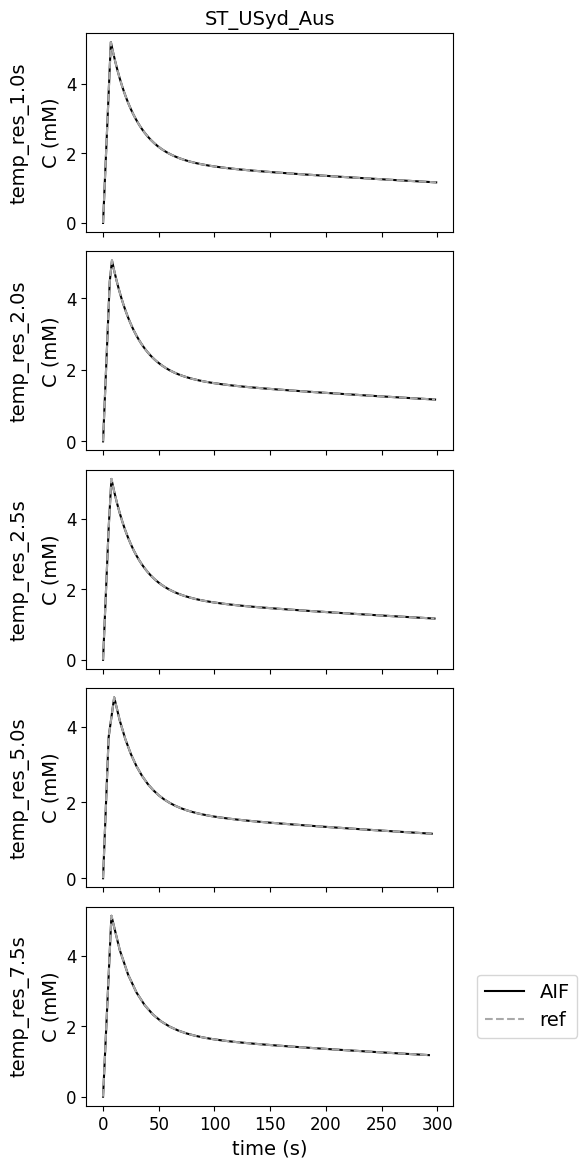 ST_USyd_Aus
temp_res_1.0s
C (mM)
4
2
0
temp_res_2.0s
C (mM)
4
2
0
temp_res_2.5s
C (mM)
4
2
0
temp_res_5.0s
C (mM)
4
2
0
temp_res_7.5s
C (mM)
4
2
0
AIF
ref
0 50 100 150 200 250 300
time (s)